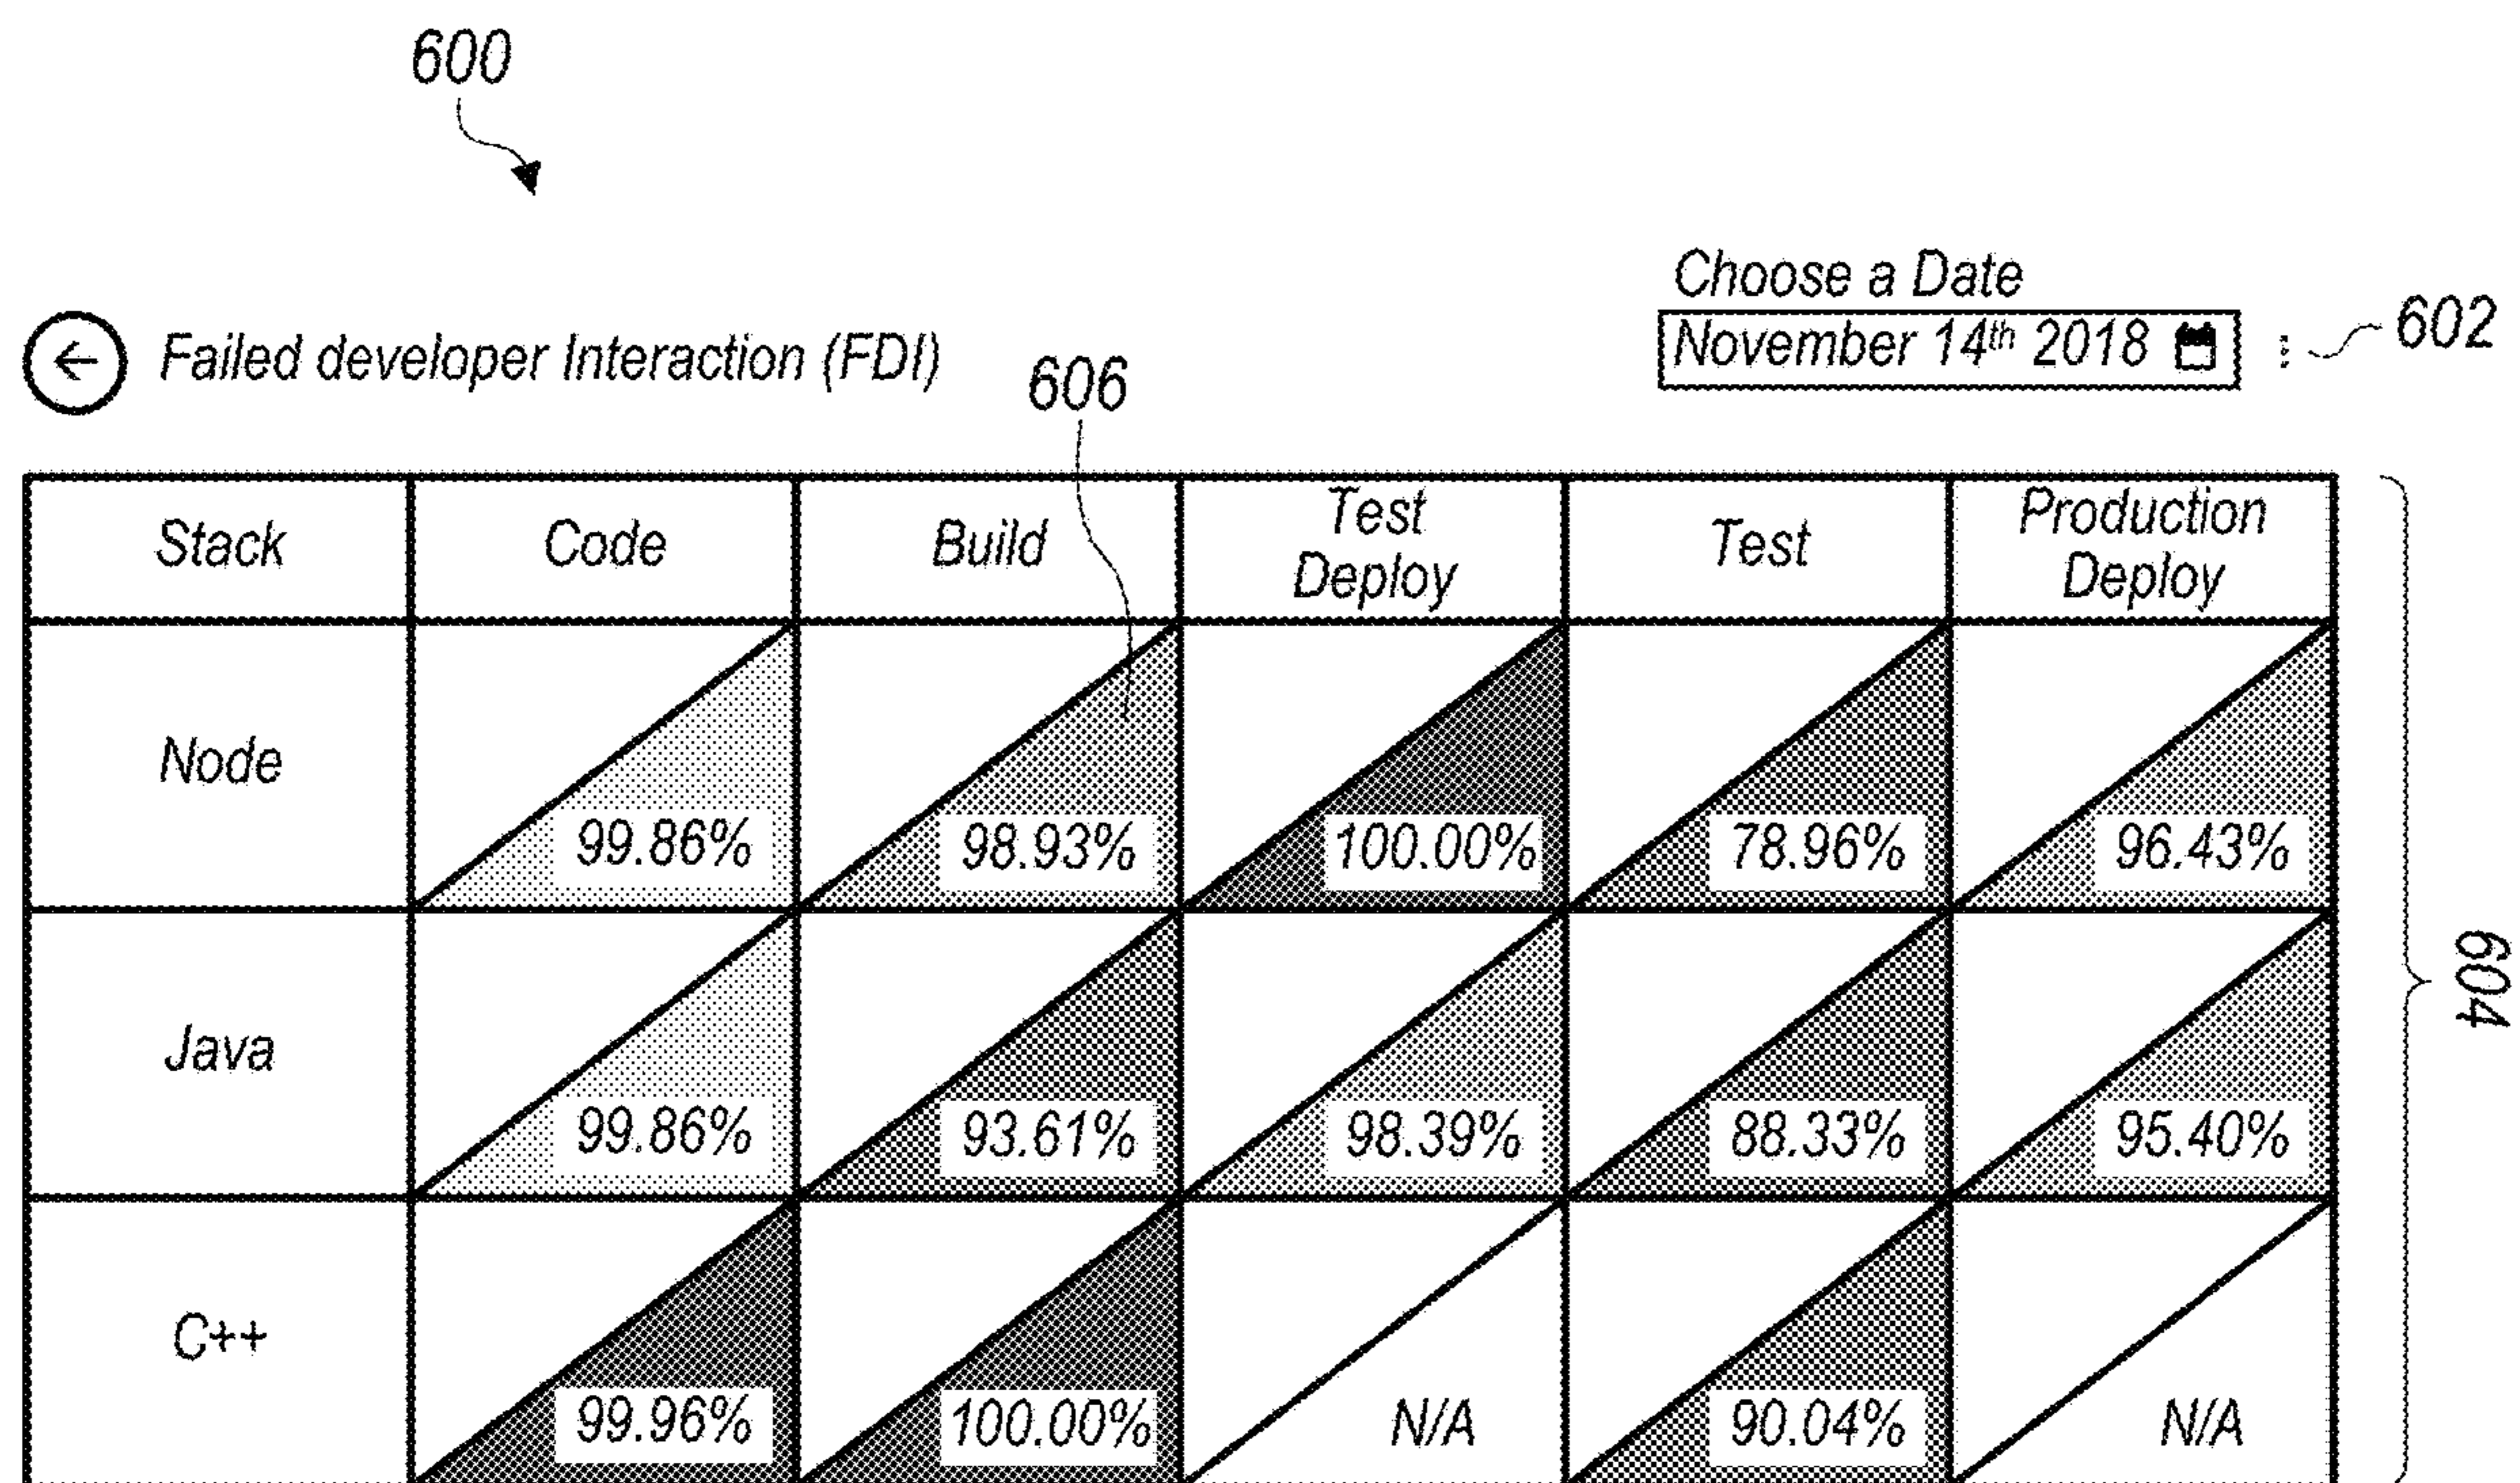 600
Choose a Date
Failed developer Interaction (FDI)
November 14th 2018
602
606
Stack Code Build Test Deploy Test Production Deploy
Node 99.86% 98.93% 100.00% 78.96% 96.43%
604
Java 99.86% 93.61% 98.39% 88.33% 95.40%
C++ 99.96% 100.00% N/A 90.04% N/A